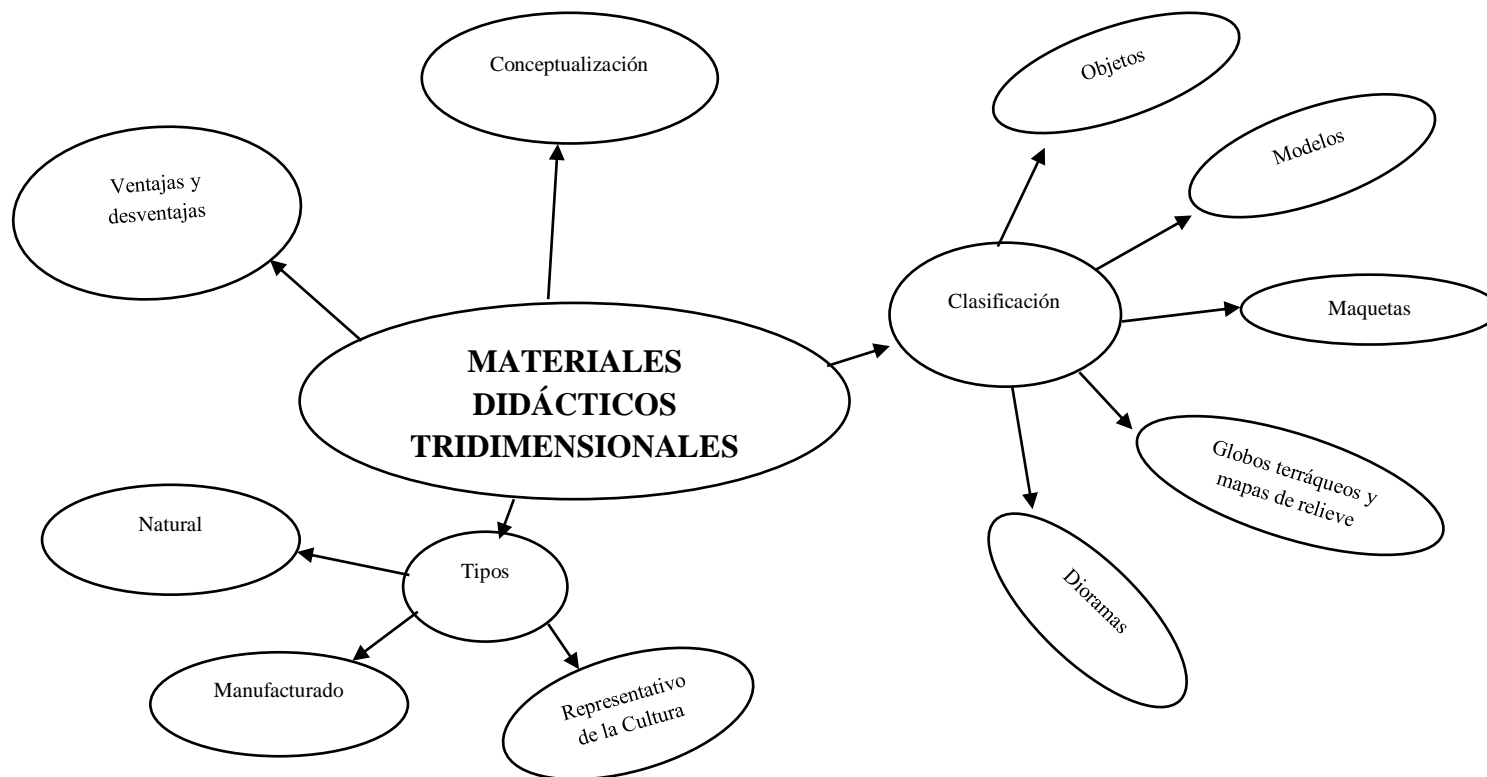 Conceptualización
Objetos
Modelos
Ventajas y
desventajas
Clasificación
Maquetas
MATERIALES
DIDÁCTICOS
TRIDIMENSIONALES
Globos terráqueos y
mapas de relieve
Natural
Tipos
Dioramas
Manufacturado
Representativo
de la Cultura